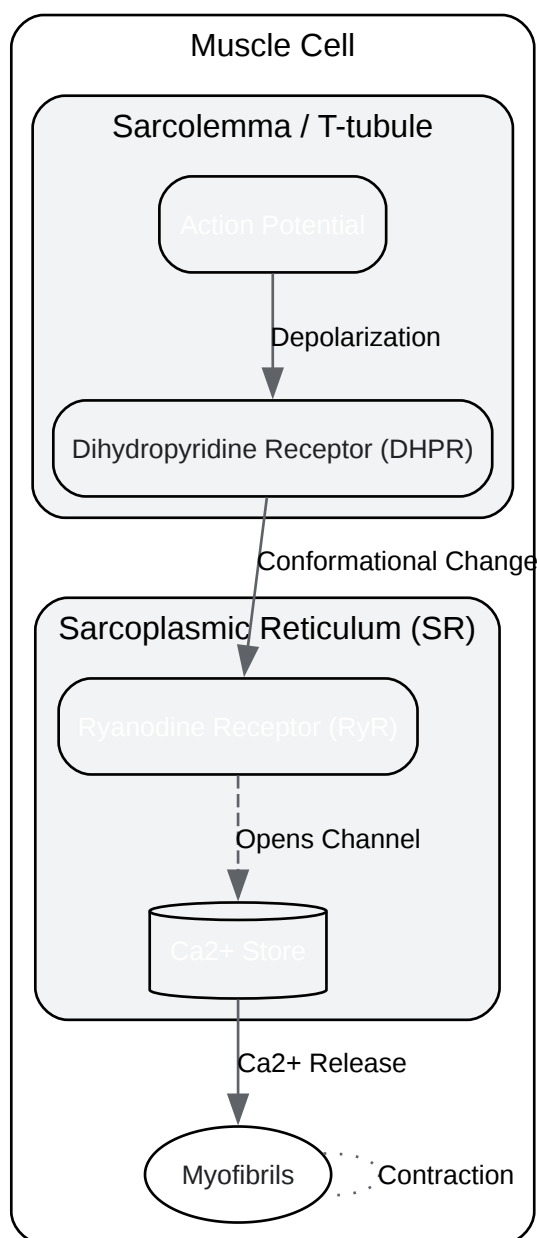 Muscle Cell
Sarcolemma / T-tubule
Action Potential
Depolarization
Dihydropyridine Receptor (DHPR)
Conformational Change
Sarcoplasmic Reticulum (SR)
Ryanodine Receptor (RyR)
Opens Channel
Ca2+ Store
Ca2+ Release
Myofibrils
Contraction